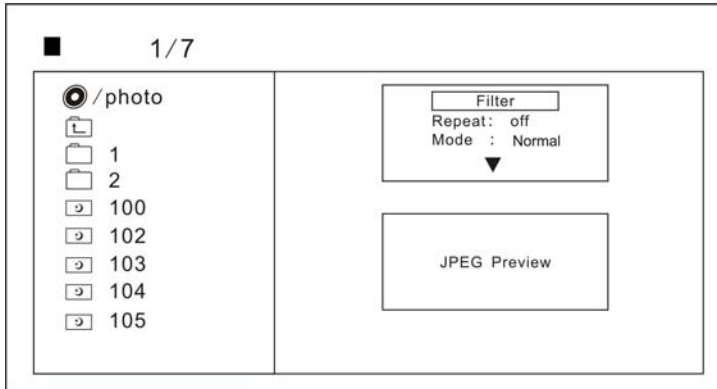 1/7
/photo
1
2
100
102
103
104
105
Filter
Repeat: off
Mode : Normal
JPEG Preview